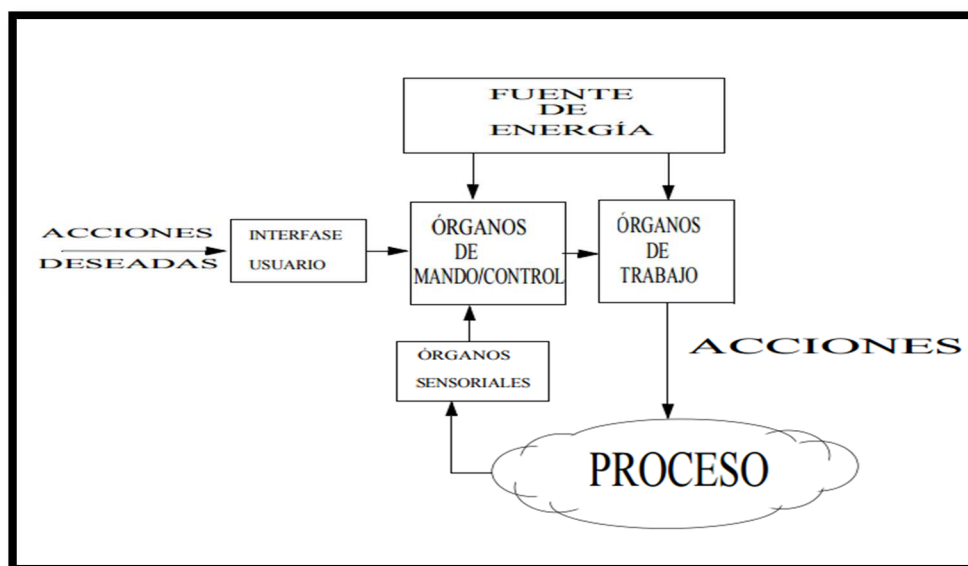 FUENTE
DE
ENERGÍA
ACCIONES
DESEADAS
INTERFASE
USUARIO
ÓRGANOS
DE
MANDO/CONTROL
ÓRGANOS
DE
TRABAJO
ÓRGANOS
SENSORIALES
ACCIONES
PROCESO